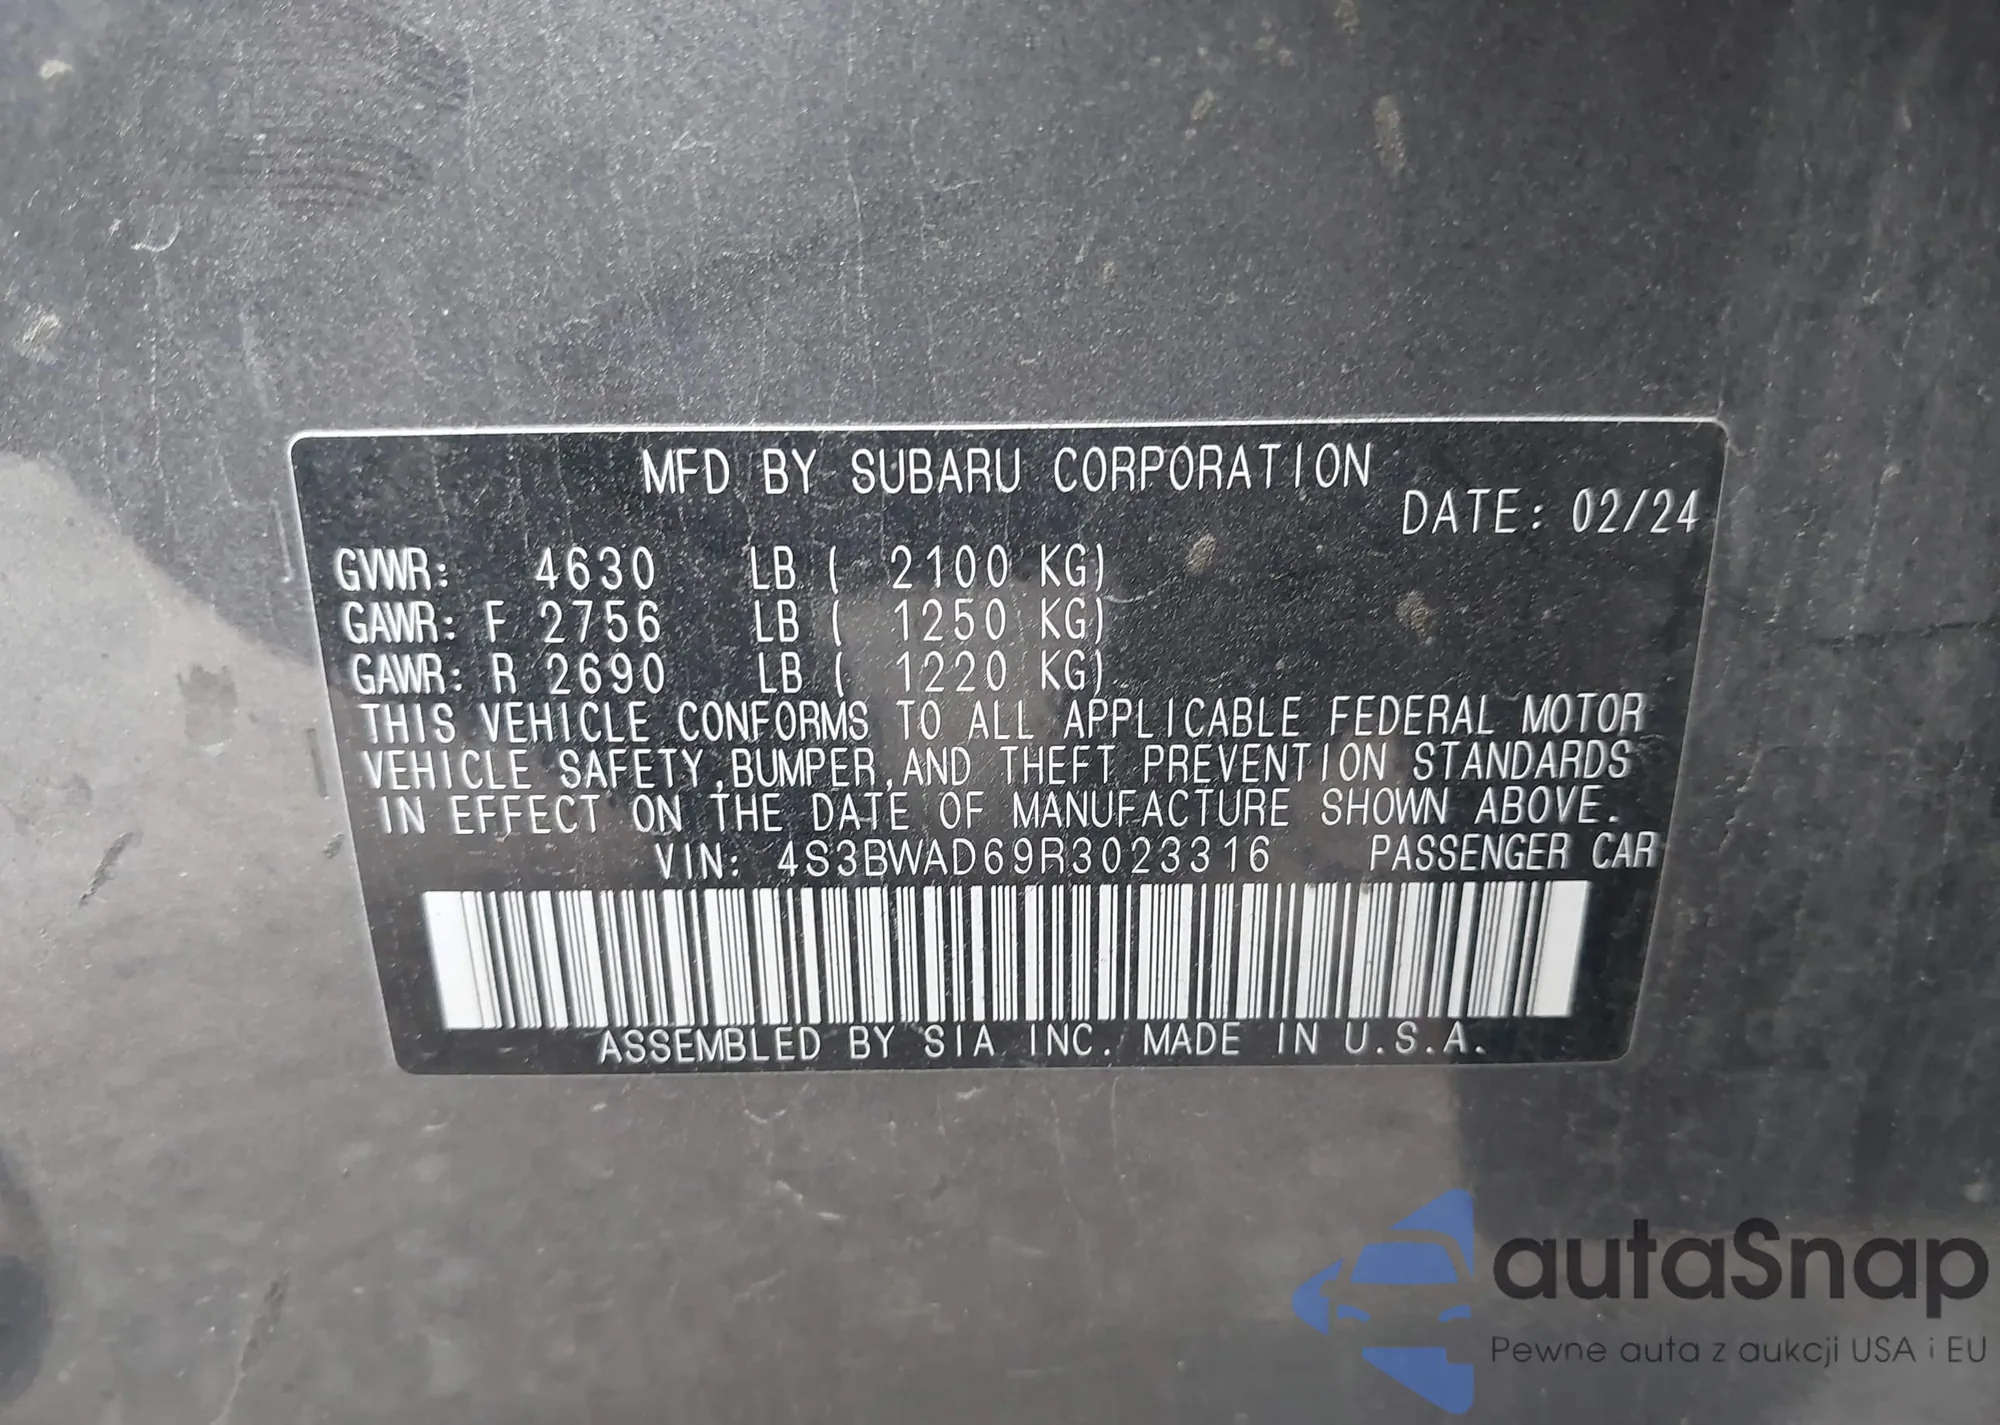 MFD BY SUBARU CORPORATION
DATE: 02/24
GVWR: 4630 LB ( 2100 KG)
GAWR: F 2756 LB ( 1250 KG)
GAWR: R 2690 LB ( 1220 KG)
THIS VEHICLE CONFORMS TO ALL APPLICABLE FEDERAL MOTOR
VEHICLE SAFETY,BUMPER,AND THEFT PREVENTION STANDARDS
IN EFFECT ON THE DATE OF MANUFACTURE SHOWN ABOVE.
VIN: 4S3BWAD69R3023316 PASSENGER CAR
ASSEMBLED BY SIA INC. MADE IN U.S.A.
autaSnap
Pewne auta z aukcji USA i EU